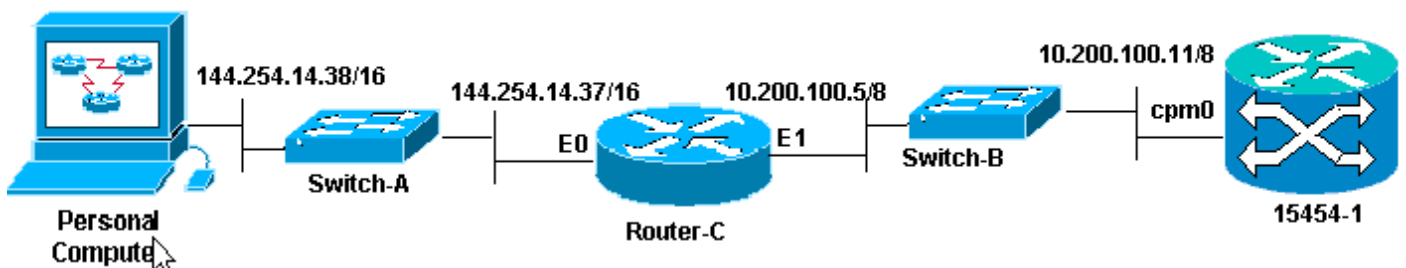 144.254.14.38/16
144.254.14.37/16
10.200.100.5/8
10.200.100.11/8
E0
E1
cpm0
Switch-A
Switch-B
Router-C
15454-1
Personal
Compute